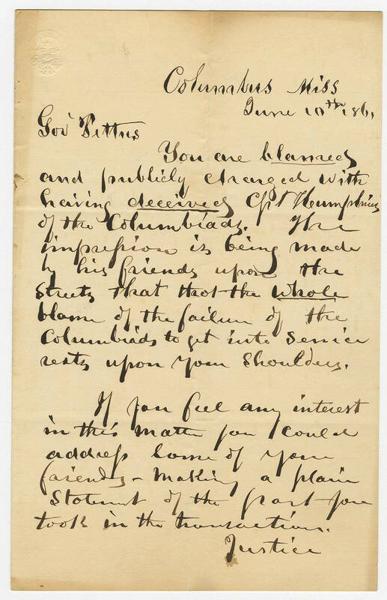 Columbus Miss
June 10th 1861
Gov Pettus
You are blamed
and publicly charged with
having deceived Cpt Humphries
of the Columbiads. The
impression is being made
by his friends upon the
streets that that the whole
blame of the failure of the
Columbiads to get into service
rests upon your shoulders.
If you feel any interest
in this matter you could
address some of your
friends - making a plain
statement of the part you
took in the transaction.
Justice